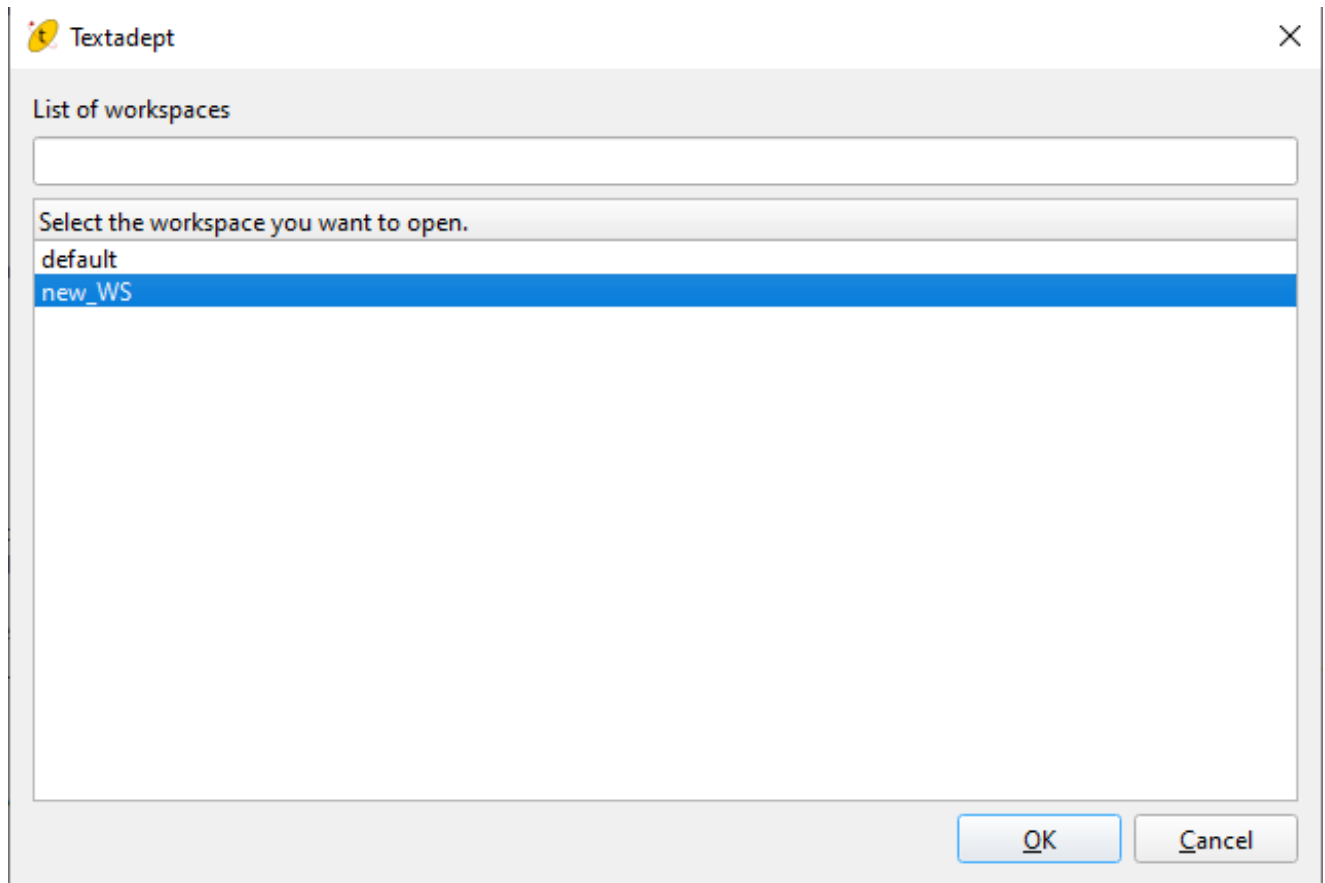 Textadept
List of workspaces
Select the workspace you want to open.
default
new_WS
OK
Cancel